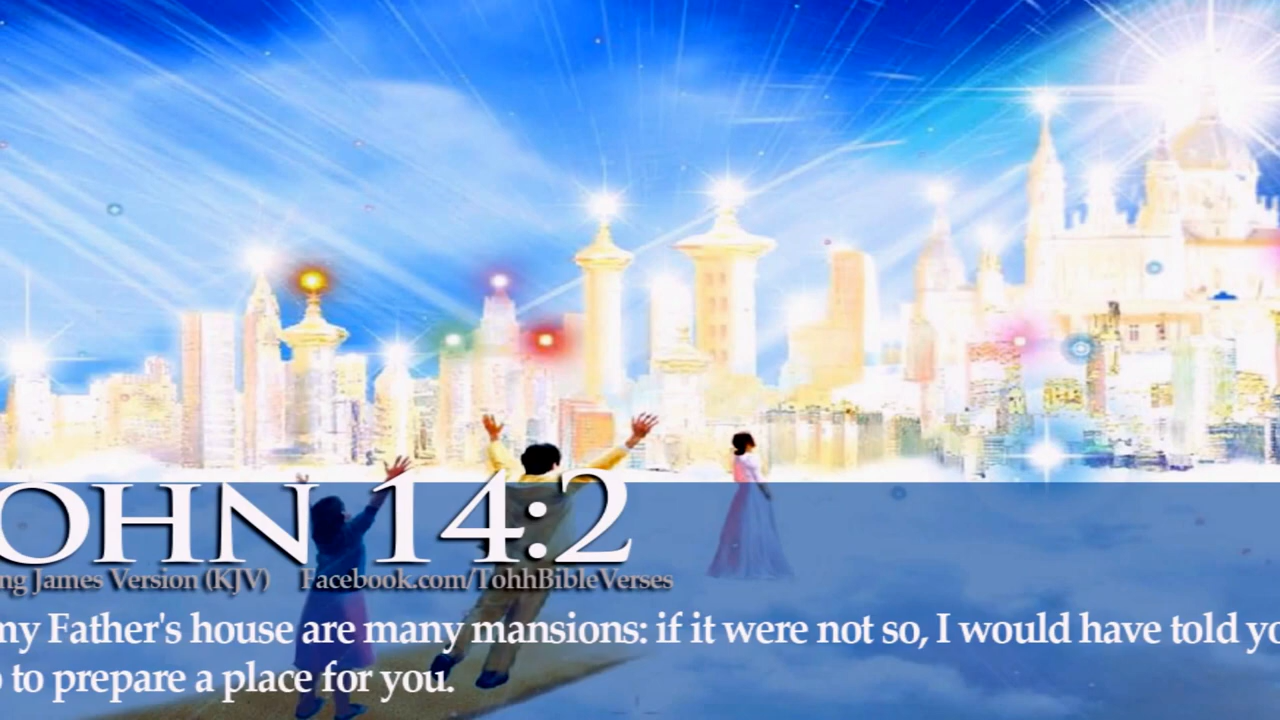 OHN 14:2
ng James Version (KJV) Facebook.com/TohhBibleVerses
my Father's house are many mansions: if it were not so, I would have told yo
o to prepare a place for you.